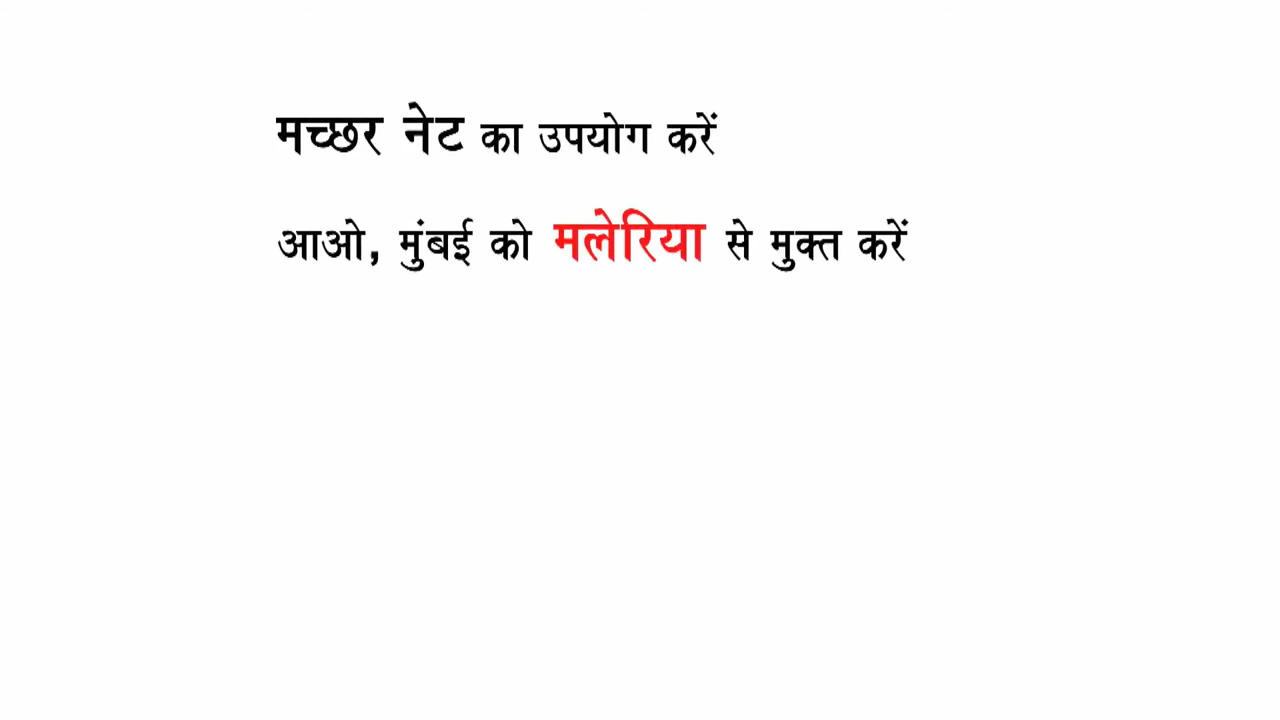 मच्छर नेट का उपयोग करें
आओ, मुंबई को मलेरिया से मुक्त करें